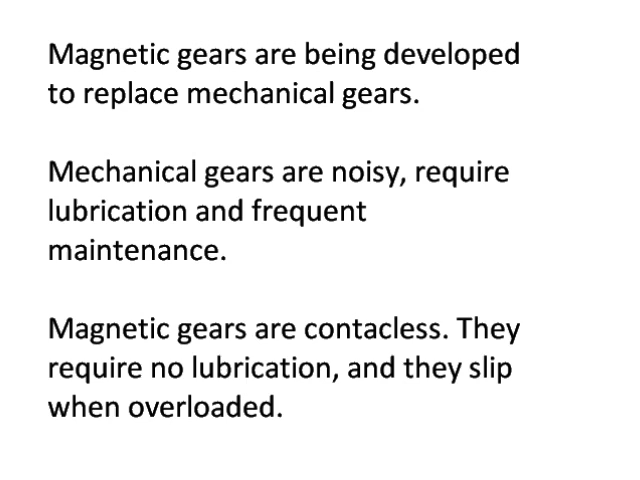 Magnetic gears are being developed
to replace mechanical gears.
Mechanical gears are noisy, require
lubrication and frequent
maintenance.
Magnetic gears are contacless. They
require no lubrication, and they slip
when overloaded.